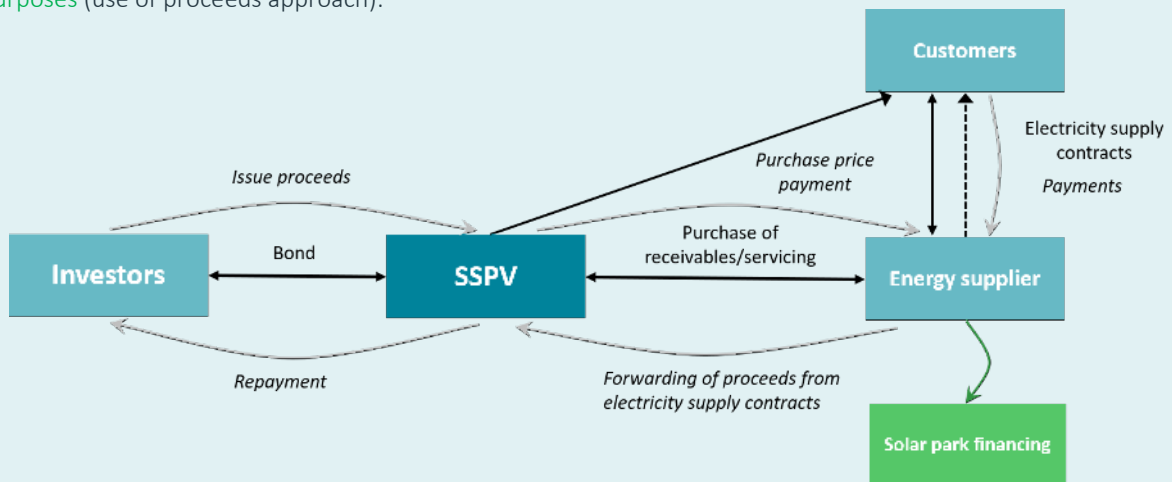 purposes (use of proceeds approach).
Customers
Electricity supply
contracts
Payments
Purchase price
payment
Issue proceeds
Investors
Bond
SSPV
Purchase of
receivables/servicing
Energy supplier
Repayment
Forwarding of proceeds from
electricity supply contracts
Solar park financing